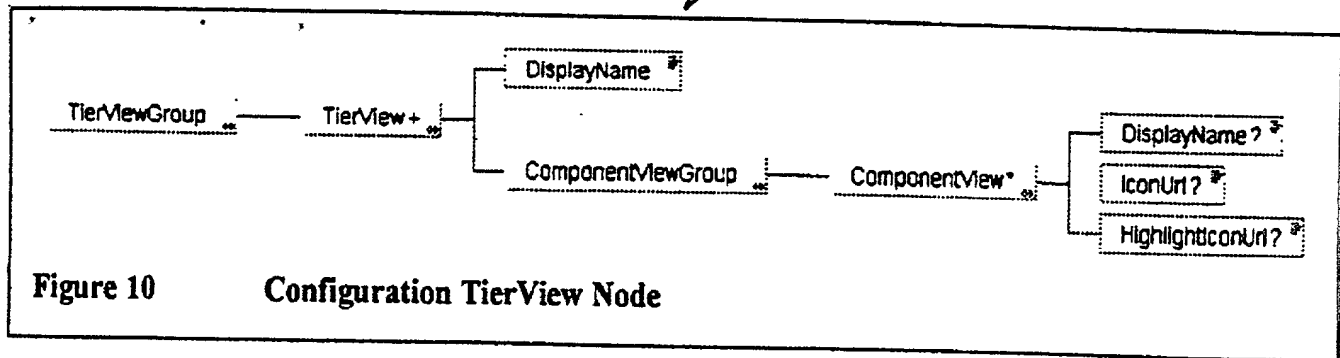 DisplayName
TierViewGroup
TierView+
ComponentViewGroup
ComponentView*
DisplayName?
IconUrl?
HighlightIconUrl?
Figure 10 Configuration TierView Node